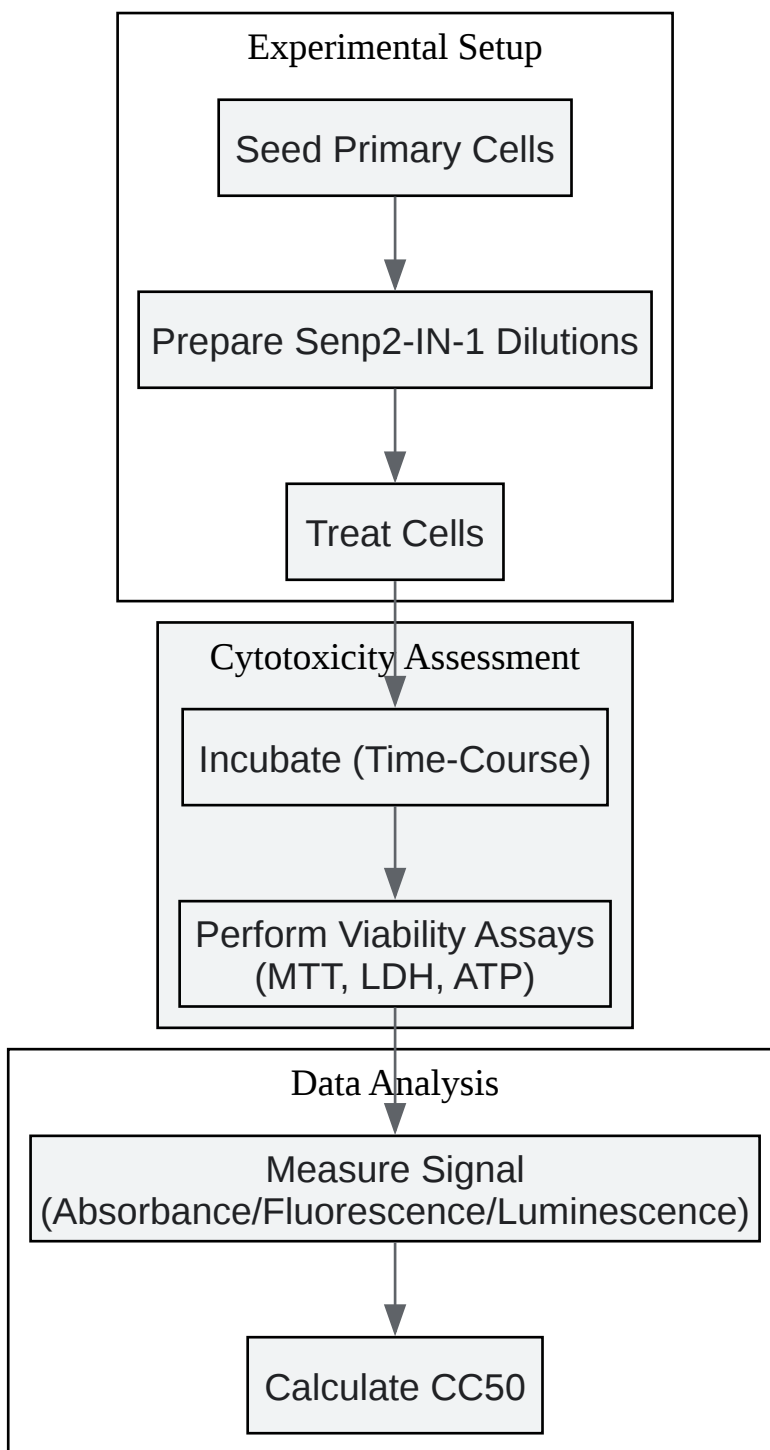 Experimental Setup
Seed Primary Cells
Prepare Senp2-IN-1 Dilutions
Treat Cells
Cytotoxicity Assessment
Incubate (Time-Course)
Perform Viability Assays
(MTT, LDH, ATP)
Data Analysis
Measure Signal
(Absorbance/Fluorescence/Luminescence)
Calculate CC50